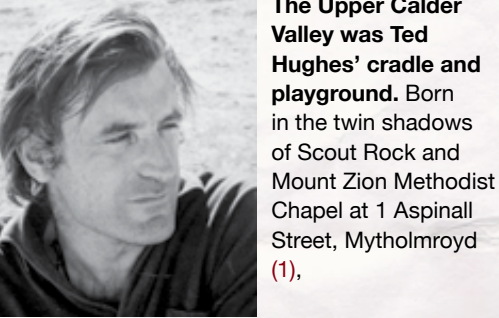 The Upper Calder
Valley was Ted
Hughes’ cradle and
playground. Born
in the twin shadows
of Scout Rock and
Mount Zion Methodist
Chapel at 1 Aspinall
Street, Mytholmroyd
(1),